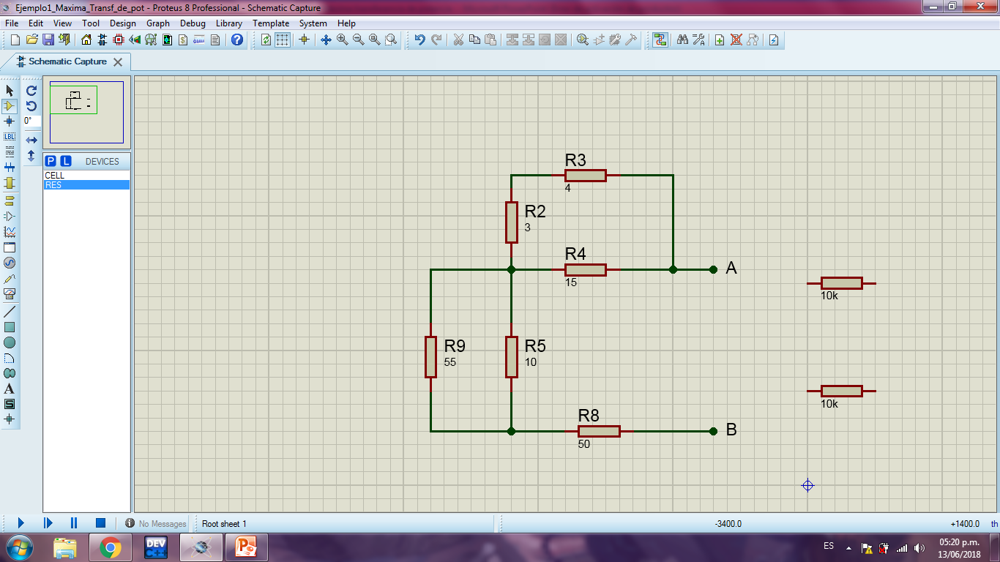 Ejemplo1_Maxima_Transf_de_pot - Proteus 8 Professional - Schematic Capture
File Edit View Tool Design Graph Debug Library Template System Help
Schematic Capture
0°
LBL
P L DEVICES
CELL
RES
A
S
R3
4
R2
3
R4
15
A
10k
R9
55
R5
10
10k
R8
50
B
No Messages
Root sheet 1
-3400.0
+1400.0
th
DEV
C++
ES
05:20 p.m.
13/06/2018